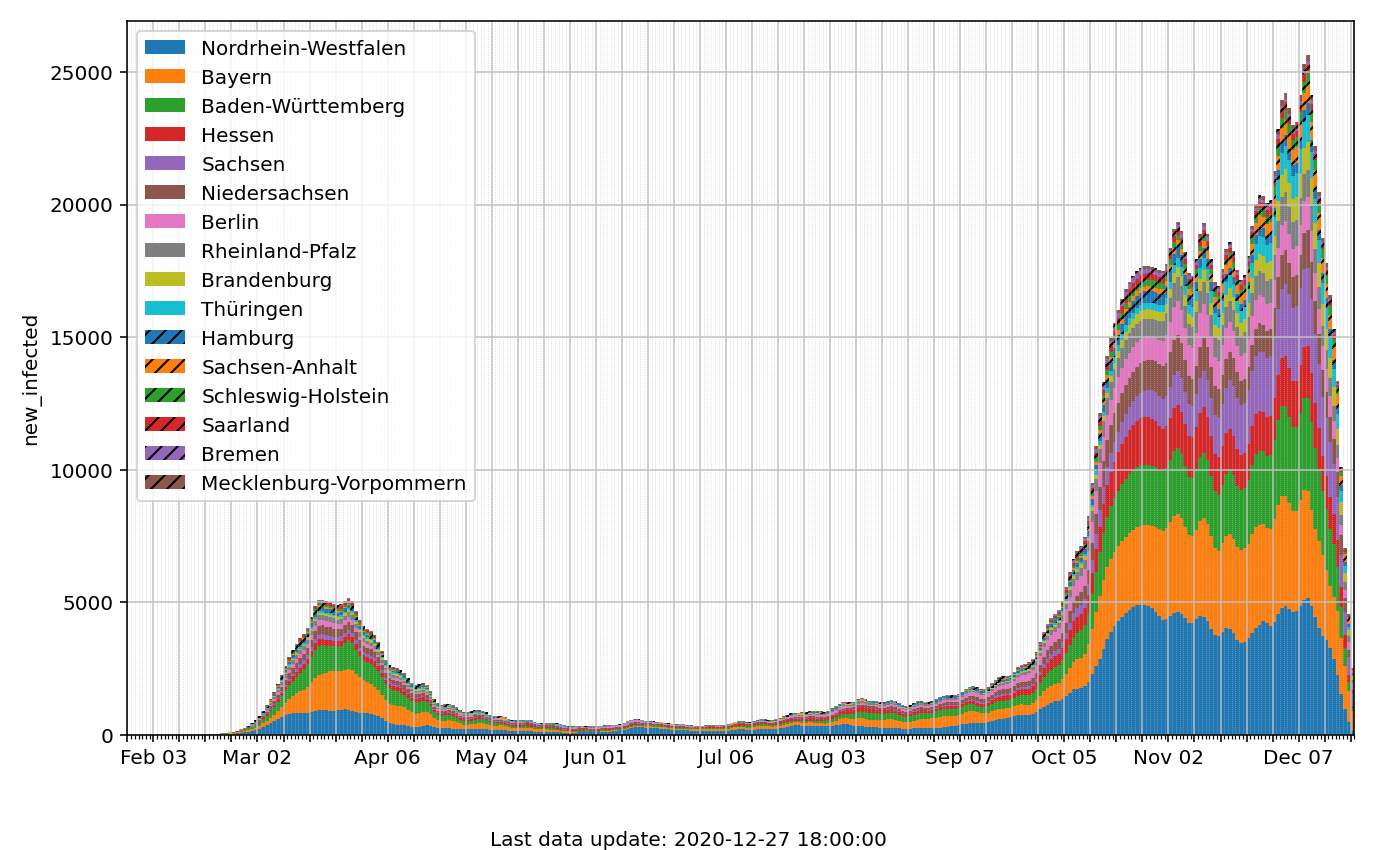 Nordrhein-Westfalen
Bayern
Baden-Württemberg
Hessen
Sachsen
Niedersachsen
Berlin
Rheinland-Pfalz
Brandenburg
Thüringen
Hamburg
Sachsen-Anhalt
Schleswig-Holstein
Saarland
Bremen
Mecklenburg-Vorpommern
new_infected
25000
20000
15000
10000
5000
0
Feb 03 Mar 02 Apr 06 May 04 Jun 01 Jul 06 Aug 03 Sep 07 Oct 05 Nov 02 Dec 07
Last data update: 2020-12-27 18:00:00